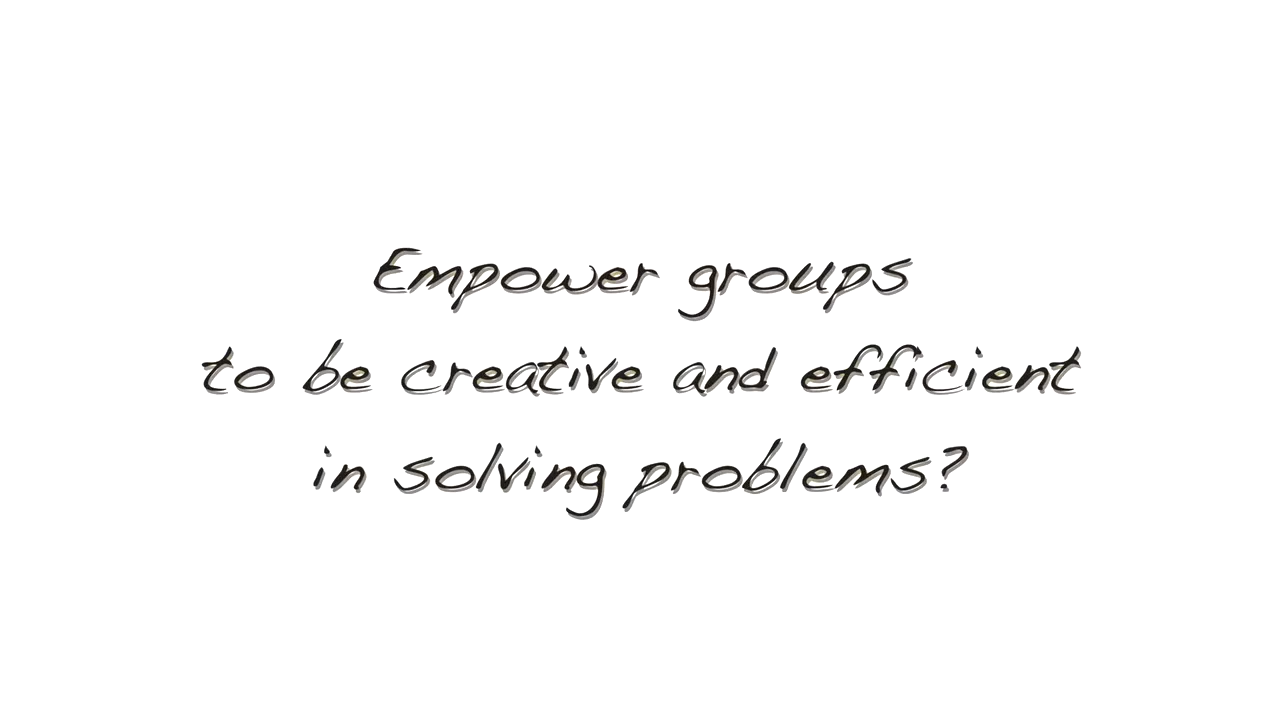 Empower groups
to be creative and efficient
in solving problems?